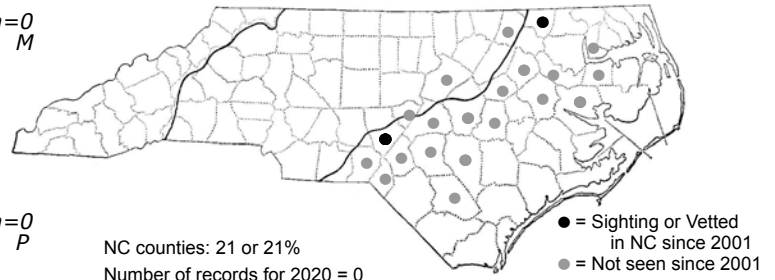 n=0
M
n=0
P
NC counties: 21 or 21%
Number of records for 2020 = 0
● = Sighting or Vetted
in NC since 2001
● = Not seen since 2001